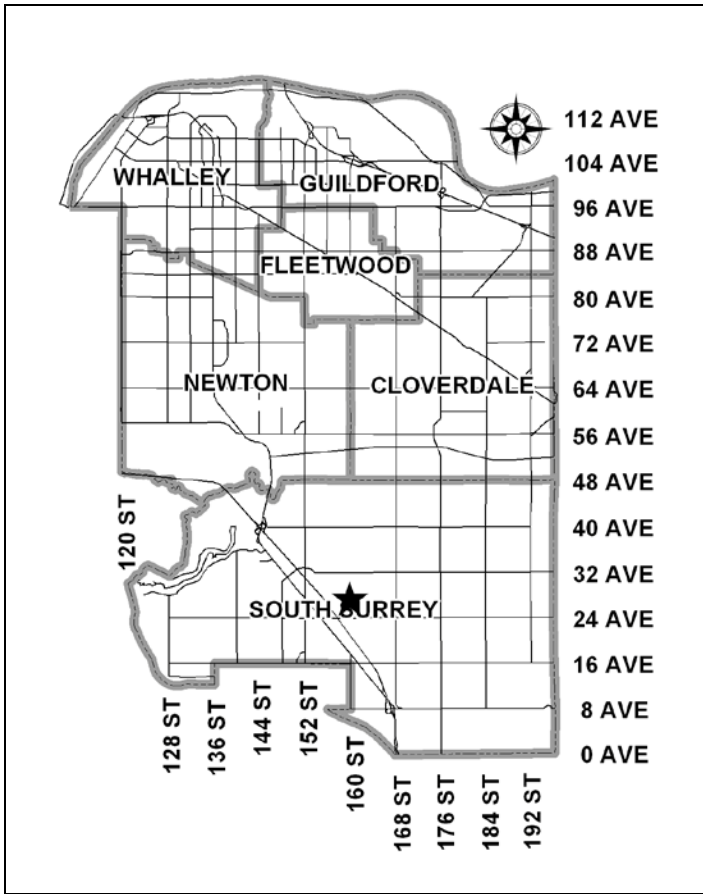 112 AVE
104 AVE
WHALLEY
GUILDFORD
96 AVE
88 AVE
FLEETWOOD
80 AVE
72 AVE
NEWTON
CLOVERDALE
64 AVE
56 AVE
48 AVE
120 ST
40 AVE
32 AVE
SOUTH SURREY
24 AVE
16 AVE
8 AVE
0 AVE
128 ST
136 ST
144 ST
152 ST
160 ST
168 ST
176 ST
184 ST
192 ST